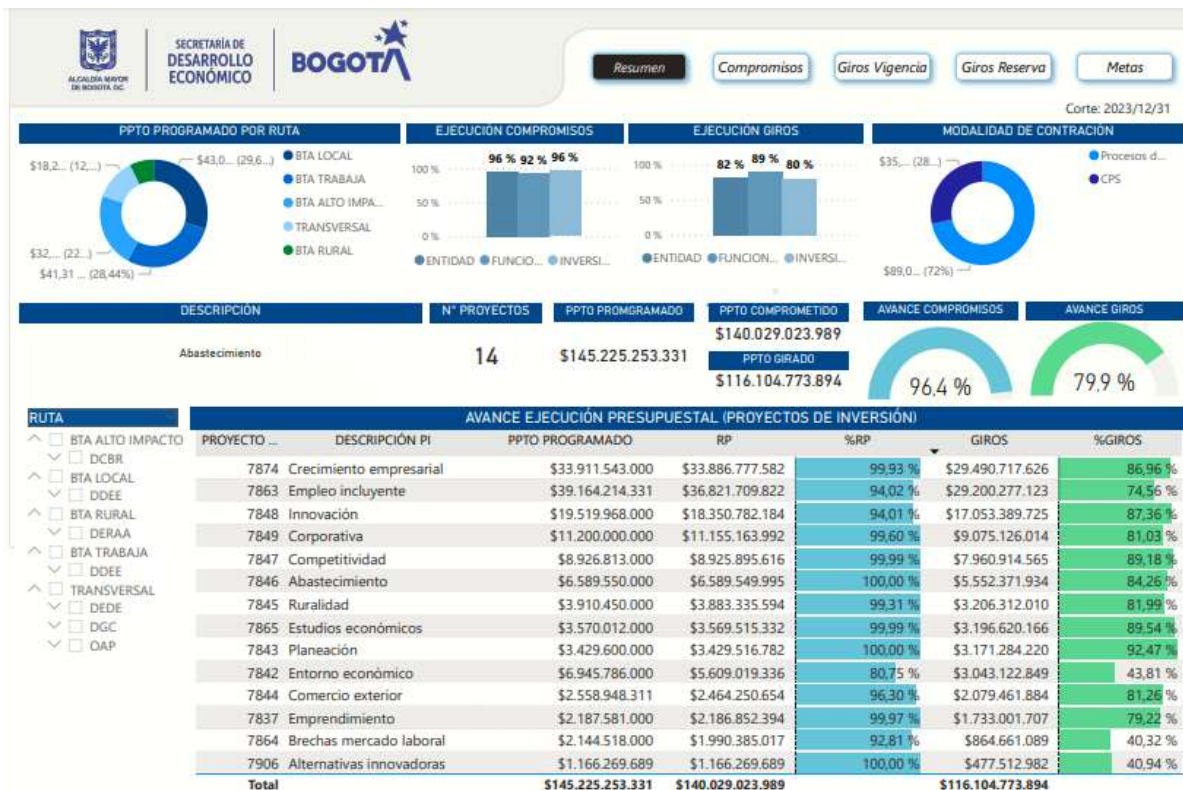 ALCALDÍA MAYOR
DE BOGOTÁ D.C.
SECRETARÍA DE
DESARROLLO
ECONÓMICO
BOGOTÁ
Resumen Compromisos Giros Vigencia Giros Reserva Metas
Corte: 2023/12/31
PPTO PROGRAMADO POR RUTA
$18,2... (12,...)
$43,0... (29,6...)
$32,... (22...)
$41,31 ... (28,44%)
BTA LOCAL
BTA TRABAJA
BTA ALTO IMPA...
TRANSVERSAL
BTA RURAL
EJECUCIÓN COMPROMISOS
96 % 92 % 96 %
100 %
50 %
0 %
ENTIDAD FUNCIO... INVERSI...
EJECUCIÓN GIROS
82 % 89 % 80 %
100 %
50 %
0 %
ENTIDAD FUNCION... INVERSI...
MODALIDAD DE CONTRACIÓN
$35,... (28...)
$89,0... (72%)
Procesos d...
CPS
DESCRIPCIÓN N° PROYECTOS PPTO PROMGRAMADO PPTO COMPROMETIDO AVANCE COMPROMISOS AVANCE GIROS
Abastecimiento 14 $145.225.253.331 $140.029.023.989
PPTO GIRADO
$116.104.773.894
96,4 % 79,9 %
RUTA
BTA ALTO IMPACTO
DCBR
BTA LOCAL
DDEE
BTA RURAL
DERAA
BTA TRABAJA
DDEE
TRANSVERSAL
DEDE
DGC
OAP
AVANCE EJECUCIÓN PRESUPUESTAL (PROYECTOS DE INVERSIÓN)
PROYECTO ... DESCRIPCIÓN PI PPTO PROGRAMADO RP %RP GIROS %GIROS
7874 Crecimiento empresarial $33.911.543.000 $33.886.777.582 99,93 % $29.490.717.626 86,96 %
7863 Empleo incluyente $39.164.214.331 $36.821.709.822 94,02 % $29.200.277.123 74,56 %
7848 Innovación $19.519.968.000 $18.350.782.184 94,01 % $17.053.389.725 87,36 %
7849 Corporativa $11.200.000.000 $11.155.163.992 99,60 % $9.075.126.014 81,03 %
7847 Competitividad $8.926.813.000 $8.925.895.616 99,99 % $7.960.914.565 89,18 %
7846 Abastecimiento $6.589.550.000 $6.589.549.995 100,00 % $5.552.371.934 84,26 %
7845 Ruralidad $3.910.450.000 $3.883.335.594 99,31 % $3.206.312.010 81,99 %
7865 Estudios económicos $3.570.012.000 $3.569.515.332 99,99 % $3.196.620.166 89,54 %
7843 Planeación $3.429.600.000 $3.429.516.782 100,00 % $3.171.284.220 92,47 %
7842 Entorno económico $6.945.786.000 $5.609.019.336 80,75 % $3.043.122.849 43,81 %
7844 Comercio exterior $2.558.948.311 $2.464.250.654 96,30 % $2.079.461.884 81,26 %
7837 Emprendimiento $2.187.581.000 $2.186.852.394 99,97 % $1.733.001.707 79,22 %
7864 Brechas mercado laboral $2.144.518.000 $1.990.385.017 92,81 % $864.661.089 40,32 %
7906 Alternativas innovadoras $1.166.269.689 $1.166.269.689 100,00 % $477.512.982 40,94 %
Total $145.225.253.331 $140.029.023.989 $116.104.773.894